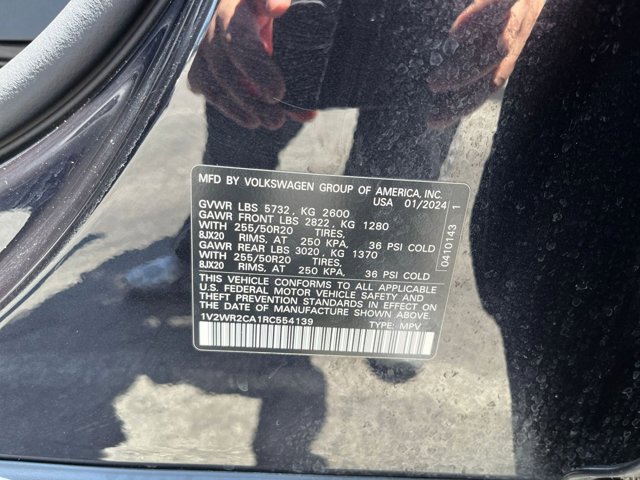 MFD BY VOLKSWAGEN GROUP OF AMERICA, INC.
USA 01/2024
GVWR LBS 5732, KG 2600
GAWR FRONT LBS 2822, KG 1280
WITH 255/50R20 TIRES,
8JX20 RIMS, AT 250 KPA. 36 PSI COLD
GAWR REAR LBS 3020, KG 1370
WITH 255/50R20 TIRES,
8JX20 RIMS, AT 250 KPA. 36 PSI COLD
THIS VEHICLE CONFORMS TO ALL APPLICABLE
U.S. FEDERAL MOTOR VEHICLE SAFETY AND
THEFT PREVENTION STANDARDS IN EFFECT ON
THE DATE OF MANUFACTURE SHOWN ABOVE.
1V2WR2CA1RC554139 TYPE: MPV
0410143 1